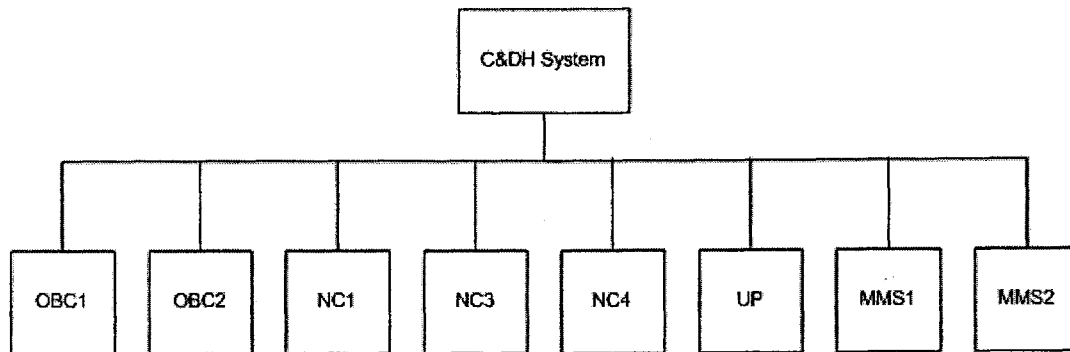 C&DH System
OBC1
OBC2
NC1
NC3
NC4
UP
MMS1
MMS2